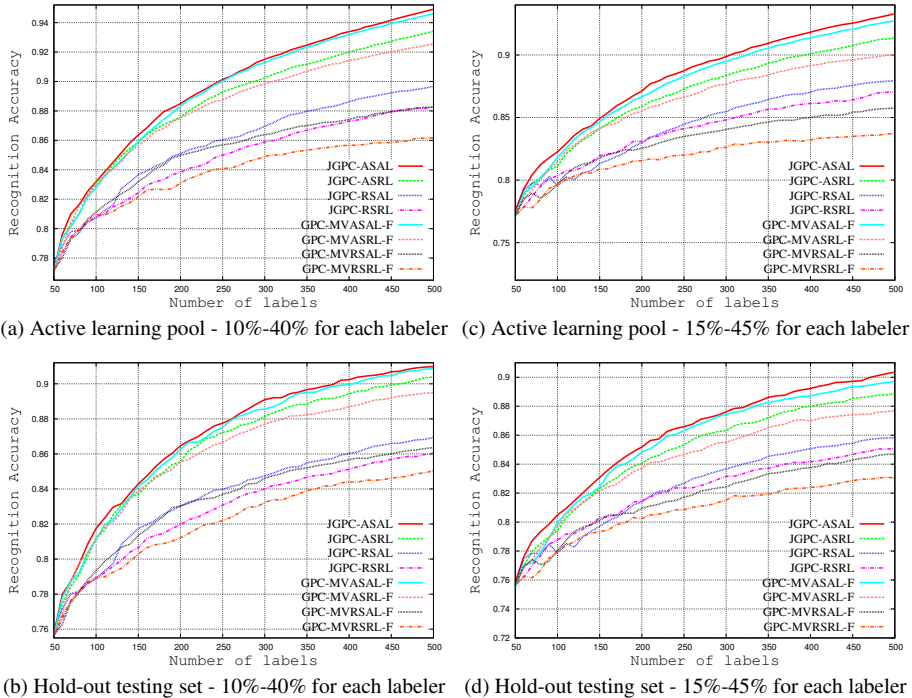 Recognition Accuracy
0.94
0.92
0.9
0.88
0.86
0.84
0.82
0.8
0.78
50 100 150 200 250 300 350 400 450 500
Number of labels
JGPC-ASAL
JGPC-ASRL
JGPC-RSAL
JGPC-RSRL
GPC-MVASAL-F
GPC-MVASRL-F
GPC-MVRSAL-F
GPC-MVRSRL-F
(a) Active learning pool - 10%-40% for each labeler
Recognition Accuracy
0.9
0.85
0.8
0.75
50 100 150 200 250 300 350 400 450 500
Number of labels
JGPC-ASAL
JGPC-ASRL
JGPC-RSAL
JGPC-RSRL
GPC-MVASAL-F
GPC-MVASRL-F
GPC-MVRSAL-F
GPC-MVRSRL-F
(c) Active learning pool - 15%-45% for each labeler
Recognition Accuracy
0.9
0.88
0.86
0.84
0.82
0.8
0.78
0.76
50 100 150 200 250 300 350 400 450 500
Number of labels
JGPC-ASAL
JGPC-ASRL
JGPC-RSAL
JGPC-RSRL
GPC-MVASAL-F
GPC-MVASRL-F
GPC-MVRSAL-F
GPC-MVRSRL-F
(b) Hold-out testing set - 10%-40% for each labeler
Recognition Accuracy
0.9
0.88
0.86
0.84
0.82
0.8
0.78
0.76
0.74
0.72
50 100 150 200 250 300 350 400 450 500
Number of labels
JGPC-ASAL
JGPC-ASRL
JGPC-RSAL
JGPC-RSRL
GPC-MVASAL-F
GPC-MVASRL-F
GPC-MVRSAL-F
GPC-MVRSRL-F
(d) Hold-out testing set - 15%-45% for each labeler